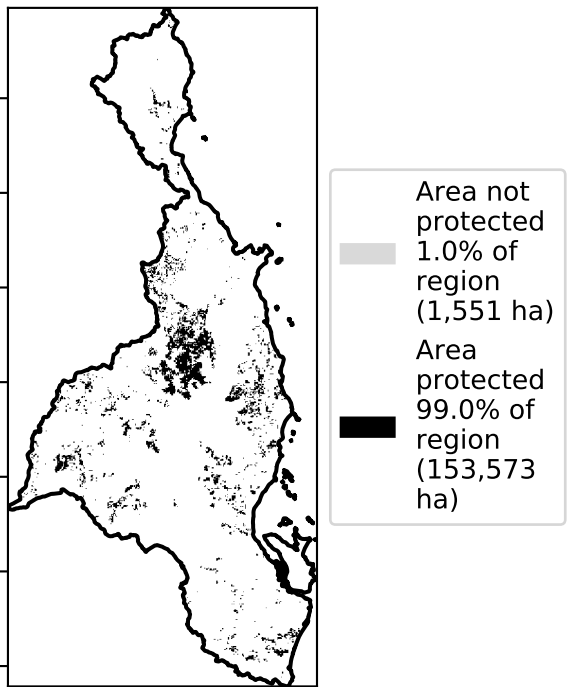 Area not
protected
1.0% of
region
(1,551 ha)
Area
protected
99.0% of
region
(153,573
ha)